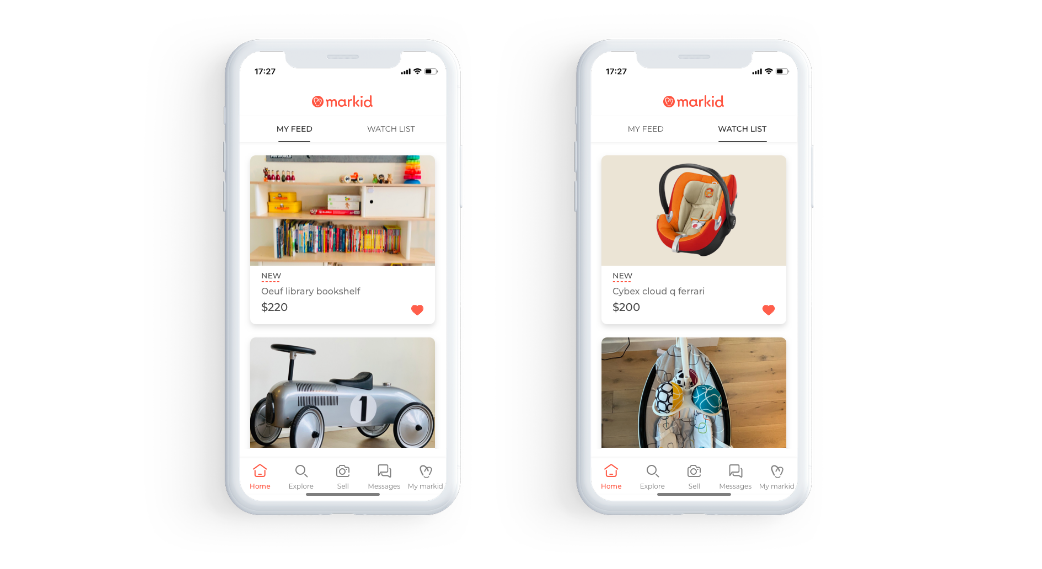 17:27
markid
MY FEED WATCH LIST
NEW
Oeuf library bookshelf
$220
1
Home Explore Sell Messages My markid
17:27
markid
MY FEED WATCH LIST
NEW
Cybex cloud q ferrari
$200
Home Explore Sell Messages My markid